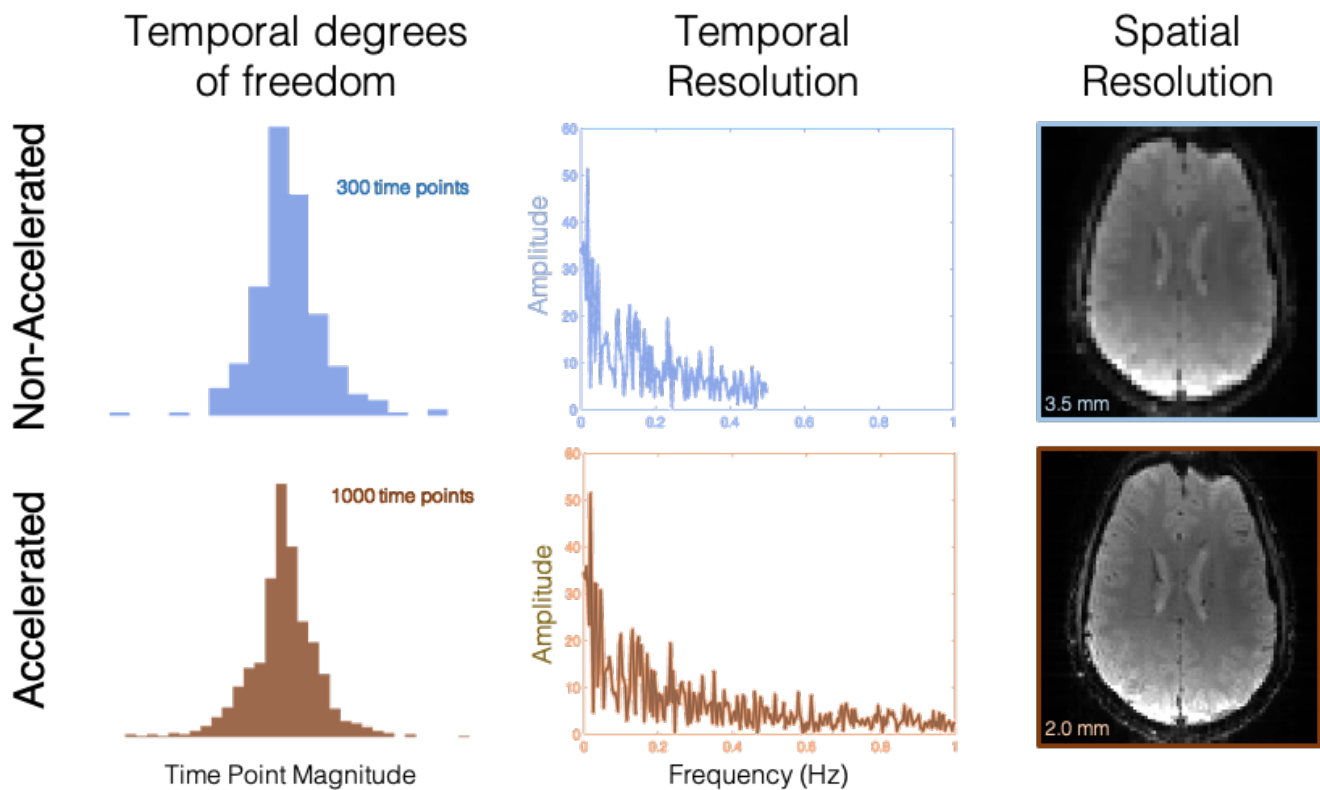 Temporal degrees
of freedom
Temporal
Resolution
Spatial
Resolution
Non-Accelerated
300 time points
Amplitude
60
50
40
30
20
10
0
0
0.2
0.4
0.6
0.8
1
3.5 mm
Accelerated
1000 time points
Amplitude
60
50
40
30
20
10
0
0
0.2
0.4
0.6
0.8
1
2.0 mm
Time Point Magnitude
Frequency (Hz)